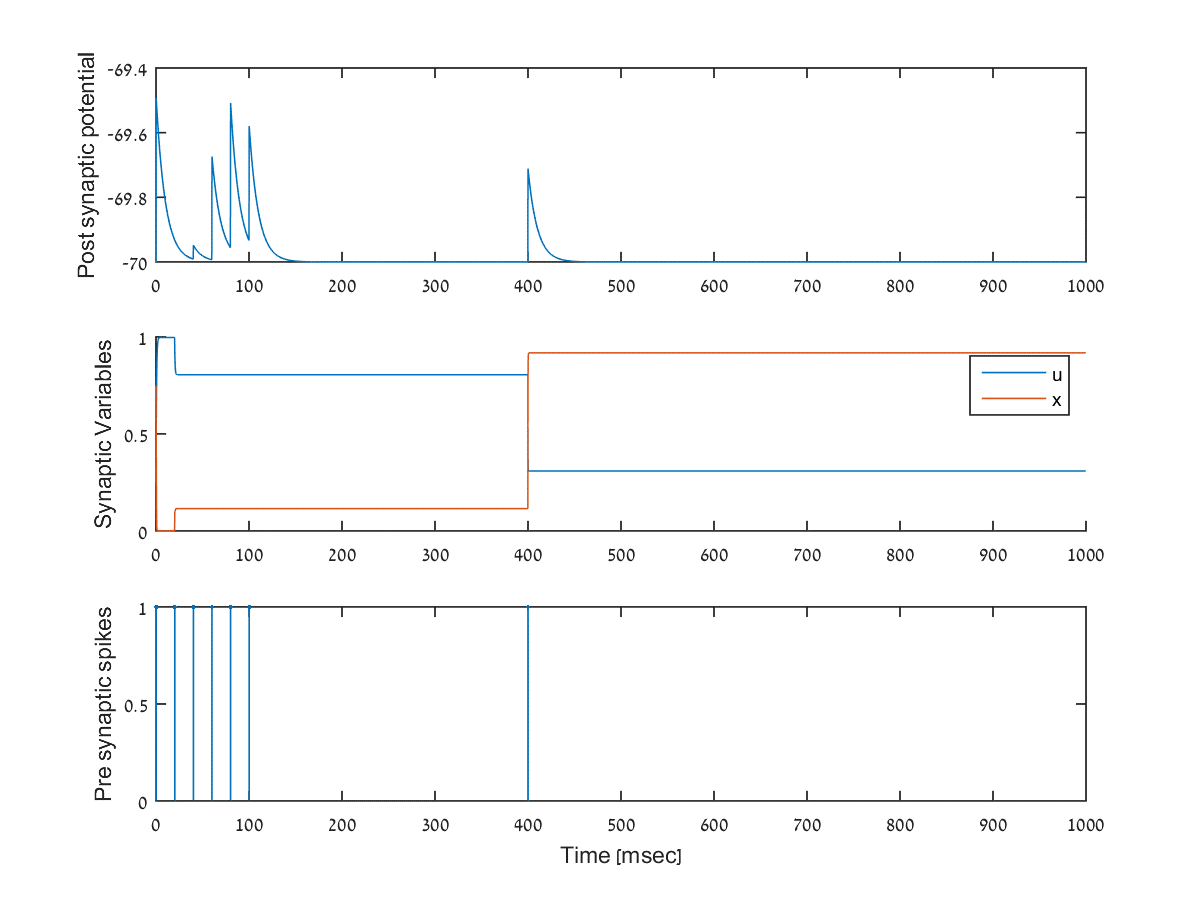 Post synaptic potential
-69.4
-69.6
-69.8
-70
0 100 200 300 400 500 600 700 800 900 1000
Synaptic Variables
1
0.5
0
u
x
0 100 200 300 400 500 600 700 800 900 1000
Pre synaptic spikes
1
0.5
0
0 100 200 300 400 500 600 700 800 900 1000
Time [msec]